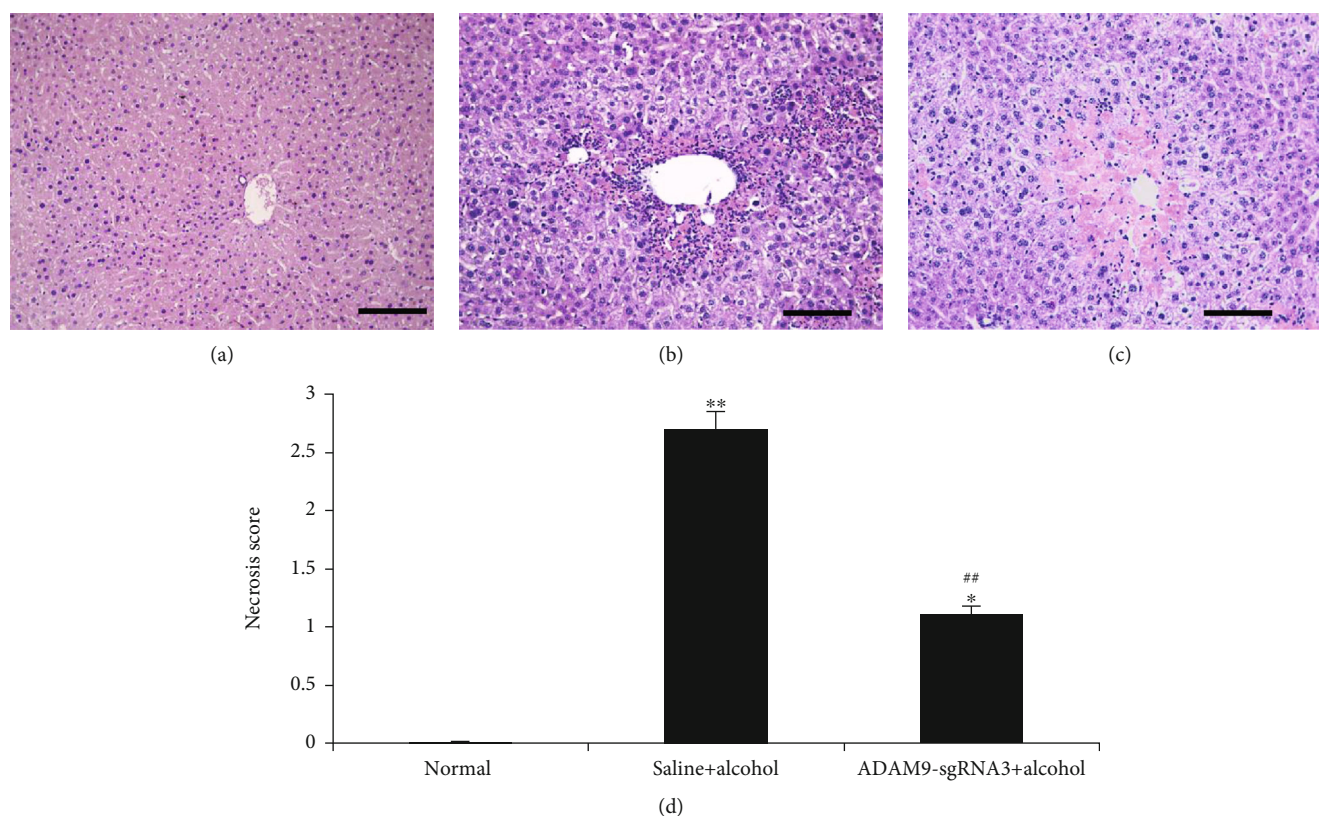 (a)
(b)
(c)
3
2.5
2
1.5
1
0.5
0
Necrosis score
**
##
*
Normal
Saline+alcohol
ADAM9-sgRNA3+alcohol
(d)